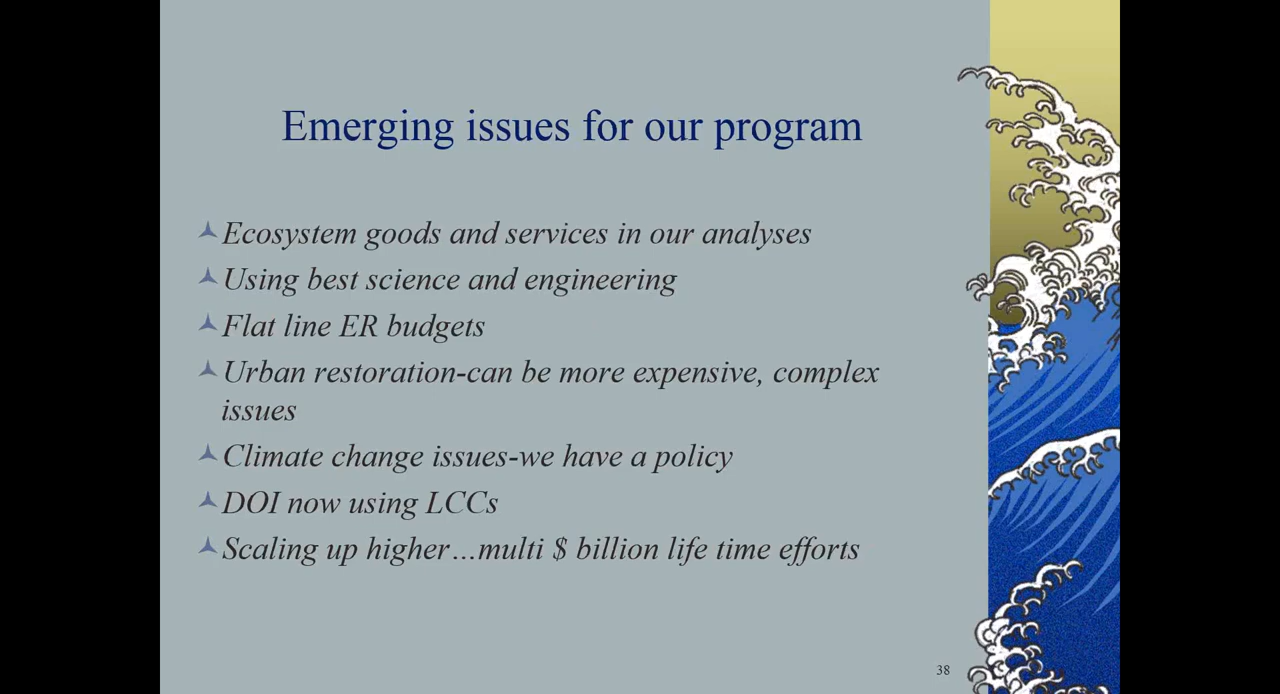 Emerging issues for our program
Ecosystem goods and services in our analyses
Using best science and engineering
Flat line ER budgets
Urban restoration-can be more expensive, complex
issues
Climate change issues-we have a policy
DOI now using LCCs
Scaling up higher…multi $ billion life time efforts
38